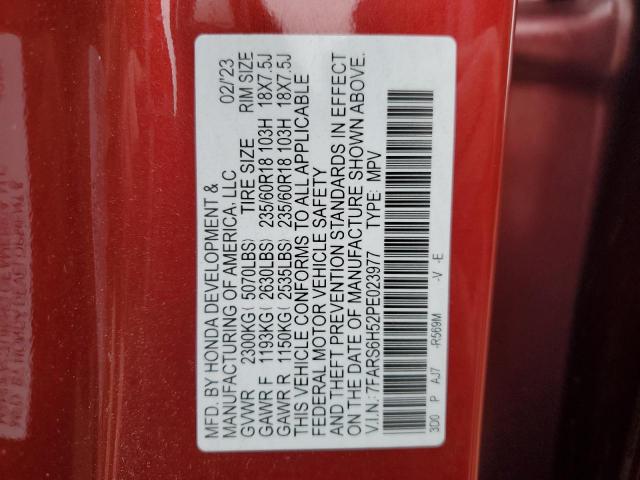 MFD. BY HONDA DEVELOPMENT &
MANUFACTURING OF AMERICA, LLC 02/'23
GVWR 2300KG ( 5070LBS) TIRE SIZE RIM SIZE
GAWR F 1193KG ( 2630LBS) 235/60R18 103H 18X7.5J
GAWR R 1150KG ( 2535LBS) 235/60R18 103H 18X7.5J
THIS VEHICLE CONFORMS TO ALL APPLICABLE
FEDERAL MOTOR VEHICLE SAFETY
AND THEFT PREVENTION STANDARDS IN EFFECT
ON THE DATE OF MANUFACTURE SHOWN ABOVE.
V.I.N.: 7FARS6H52PE023977 TYPE: MPV
3D0 P AJ7 -R569M -V -E